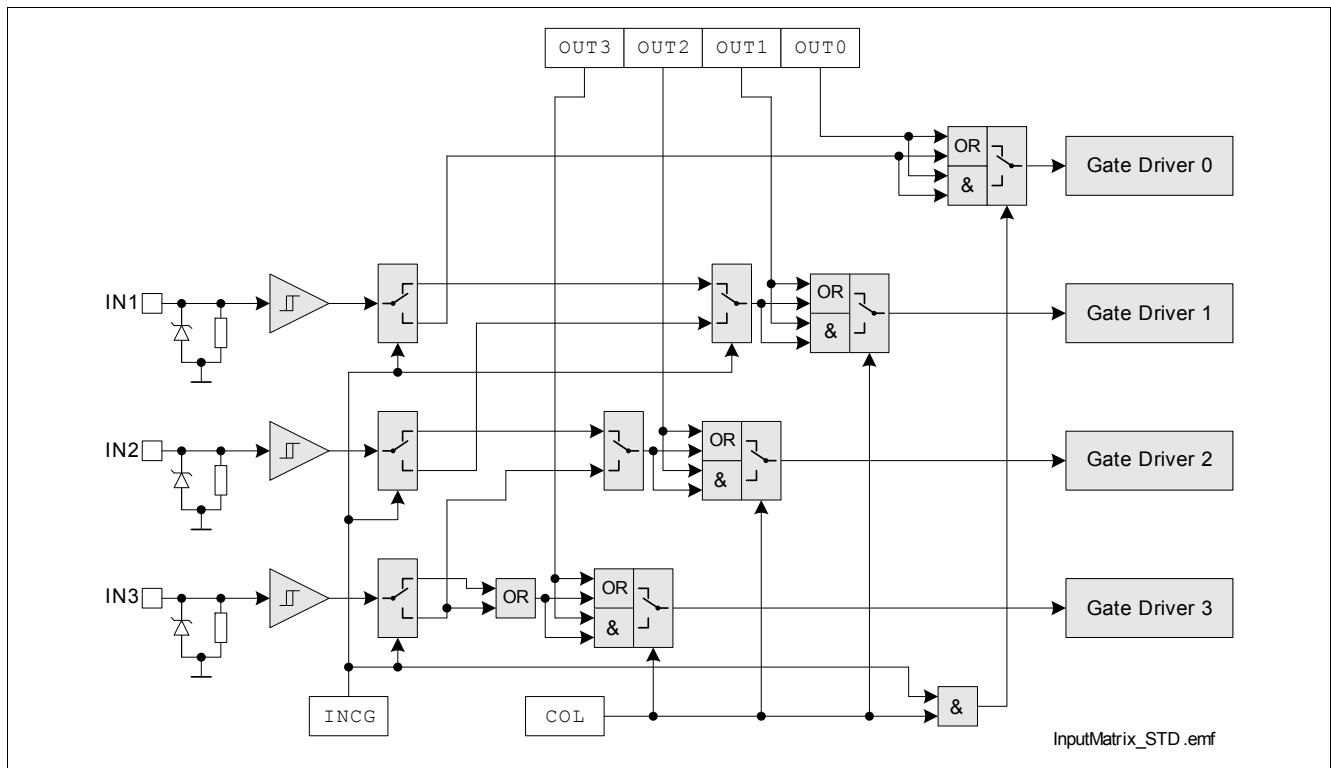 OUT3 OUT2 OUT1 OUT0
OR
&
Gate Driver 0
IN1
OR
&
Gate Driver 1
IN2
OR
&
Gate Driver 2
IN3
OR
OR
&
Gate Driver 3
INCG
COL
&
InputMatrix_STD.emf